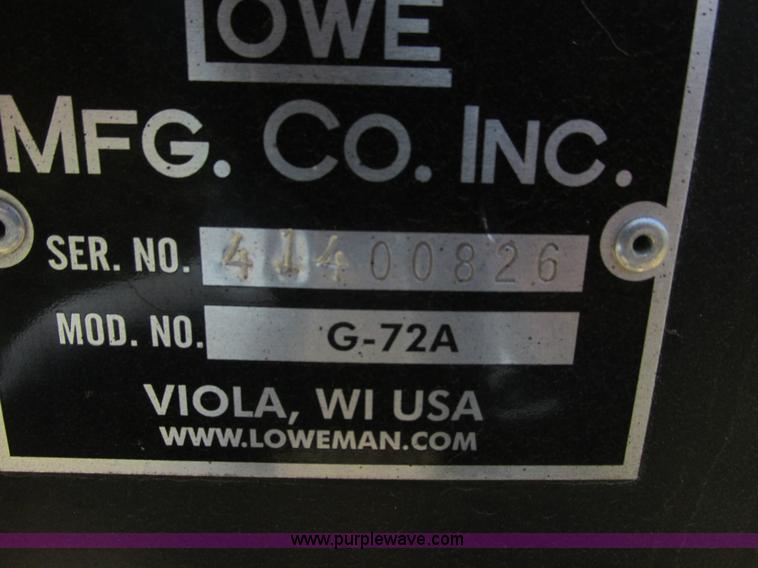 LOWE
MFG. CO. INC.
SER. NO. 41400826
MOD. NO. G-72A
VIOLA, WI USA
WWW.LOWEMAN.COM
www.purplewave.com